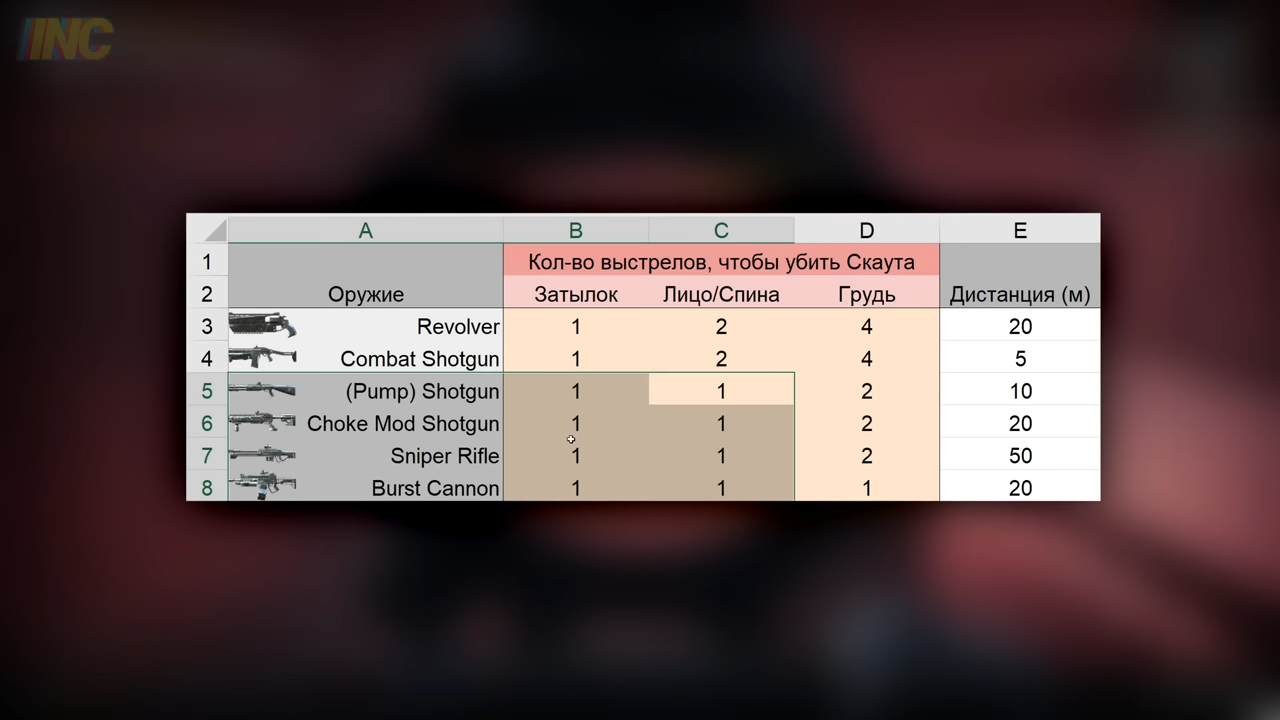 INC
A B C D E
1 Кол-во выстрелов, чтобы убить Скаута
2 Оружие Затылок Лицо/Спина Грудь Дистанция (м)
3 Revolver 1 2 4 20
4 Combat Shotgun 1 2 4 5
5 (Pump) Shotgun 1 1 2 10
6 Choke Mod Shotgun 1 1 2 20
7 Sniper Rifle 1 1 2 50
8 Burst Cannon 1 1 1 20